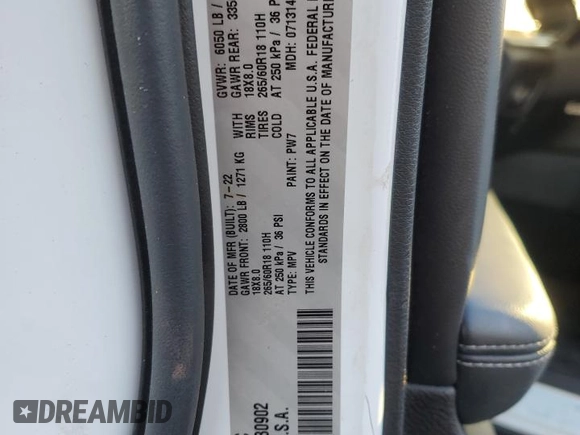 DATE OF MFR (BUILT): 7-22 GVWR: 6050 LB /
GAWR FRONT: 2800 LB / 1271 KG WITH GAWR REAR: 335
18X8.0 RIMS 18X8.0
265/60R18 110H TIRES 265/60R18 110H
AT 250 kPa / 36 PSI COLD AT 250 kPa / 36 P
TYPE: MPV PAINT: PW7 MDH: 071314
THIS VEHICLE CONFORMS TO ALL APPLICABLE U.S.A. FEDERAL
STANDARDS IN EFFECT ON THE DATE OF MANUFACTUR
80902
.S.A.
DREAMBID